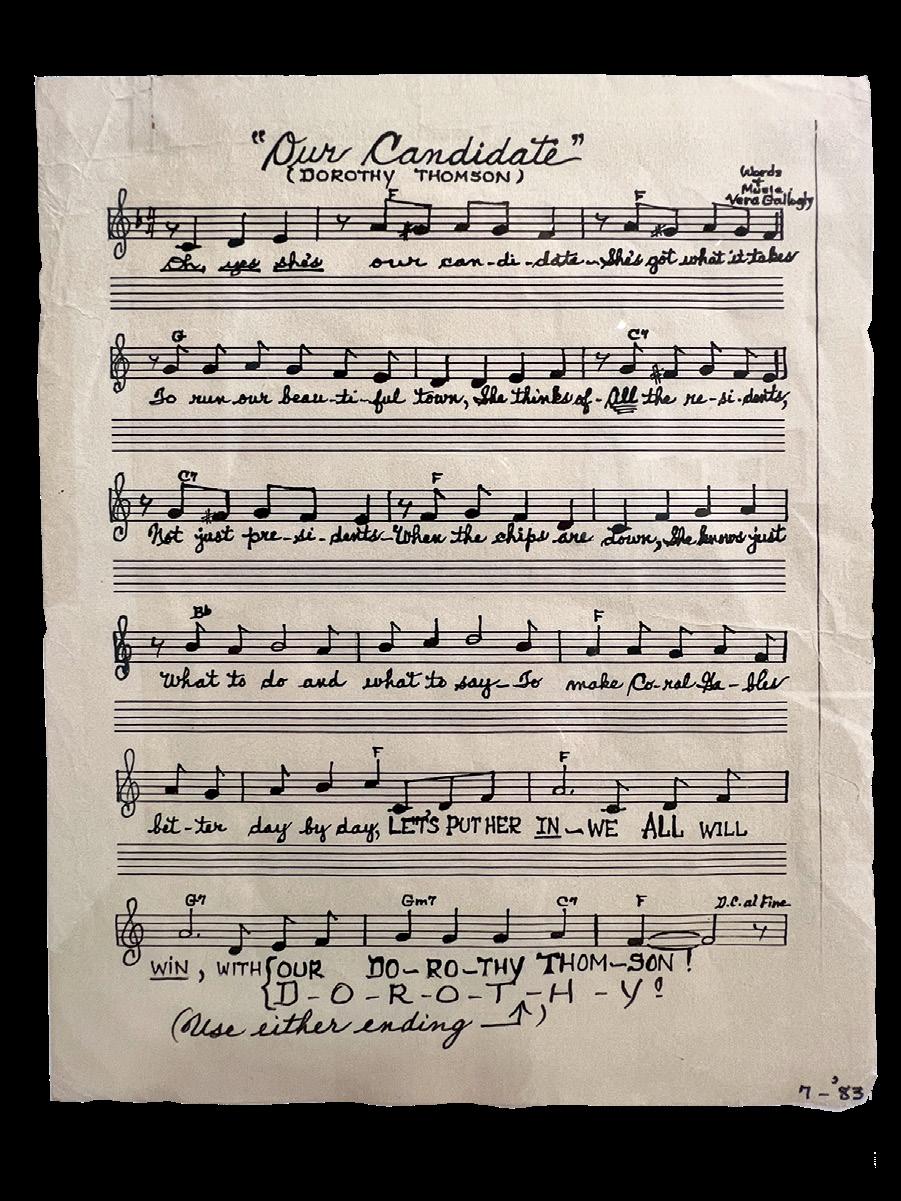 "Our Candidate"
(DOROTHY THOMSON)
Words
+
Music
Vera Gallogly
F F
Oh, yes she's our can-di-date - She's got what it takes
G C7
To run our beau-ti-ful town, She thinks of - All the re-si-dents,
C7 F
Not just pre-si-dents - When the chips are down, She knows just
Bb F
What to do and what to say - To make Co-ral Ga-bles
F F
bet-ter day by day, LET'S PUT HER IN - WE ALL WILL
G7 Gm7 C7 F D.C. al Fine
WIN, WITH {OUR DO-RO-THY THOM-SON!
{D-O-R-O-T-H-Y!
(Use either ending)
7-'83